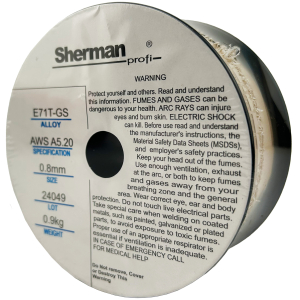 Sherman
profi
WARNING
Protect yourself and others. Read and understand
this information. FUMES AND GASES can be
dangerous to your health. ARC RAYS can injure
eyes and burn skin. ELECTRIC SHOCK
can kill. Before use read and understand
the manufacturer's instructions, the
Material Safety Data Sheets (MSDSs),
and employer's safety practices.
Keep your head out of the fumes.
Use enough ventilation, exhaust
at the arc, or both to keep fumes
and gases away from your
breathing zone and the general
area. Wear correct eye, ear and body
protection. Do not touch live electrical parts.
Take special care when welding on coated
metals, such as painted, galvanized or plated
parts, to avoid exposure to toxic fumes.
Proper use of an appropriate respirator is
essential if ventilation is inadequate.
IN CASE OF EMERGENCY CALL
FOR MEDICAL HELP
Do Not remove, Cover
or Destroy This
Warning
E71T-GS
ALLOY
AWS A5.20
SPECIFICATION
0.8mm
SIZE
24049
LOT
0.9kg
WEIGHT